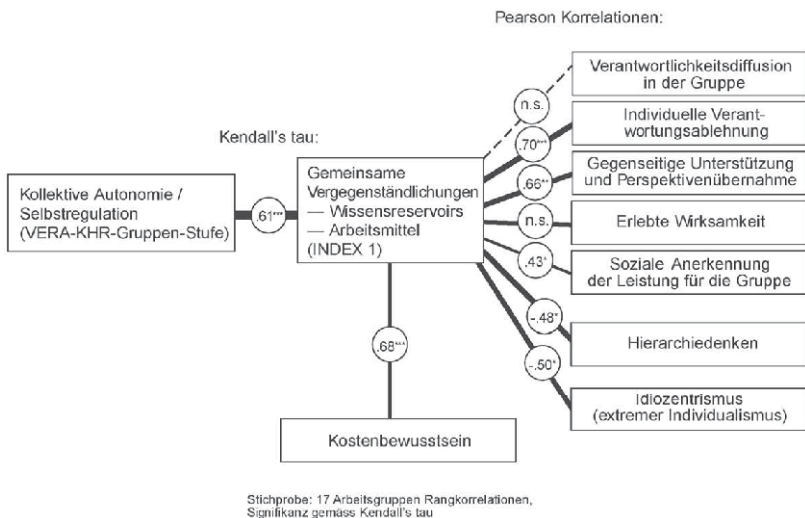 Pearson Korrelationen:
Verantwortlichkeitsdiffusion
in der Gruppe
n.s.
Individuelle Verant-
wortungsablehnung
Kendall's tau:
.70***
Gemeinsame
Vergegenständlichungen
— Wissensreservoirs
— Arbeitsmittel
(INDEX 1)
Gegenseitige Unterstützung
und Perspektivenübernahme
.66**
Kollektive Autonomie /
Selbstregulation
(VERA-KHR-Gruppen-Stufe)
.61***
n.s.
Erlebte Wirksamkeit
.43*
Soziale Anerkennung
der Leistung für die Gruppe
-.48*
Hierarchiedenken
.68***
-.50*
Idiozentrismus
(extremer Individualismus)
Kostenbewusstsein
Stichprobe: 17 Arbeitsgruppen Rangkorrelationen,
Signifikanz gemäss Kendall's tau